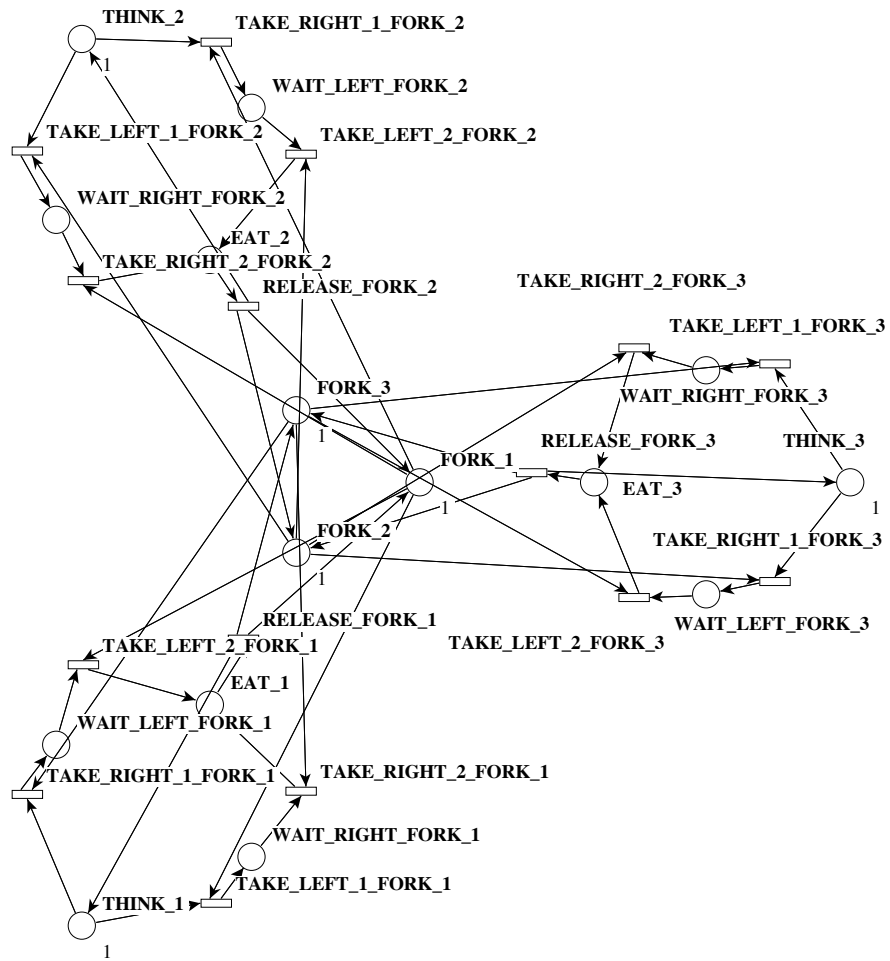 THINK_2
TAKE_RIGHT_1_FORK_2
1
WAIT_LEFT_FORK_2
TAKE_LEFT_1_FORK_2
TAKE_LEFT_2_FORK_2
WAIT_RIGHT_FORK_2
EAT_2
TAKE_RIGHT_2_FORK_2
TAKE_RIGHT_2_FORK_3
RELEASE_FORK_2
TAKE_LEFT_1_FORK_3
FORK_3
WAIT_RIGHT_FORK_3
1
RELEASE_FORK_3
THINK_3
FORK_1
EAT_3
1
1
FORK_2
TAKE_RIGHT_1_FORK_3
1
RELEASE_FORK_1
WAIT_LEFT_FORK_3
TAKE_LEFT_2_FORK_1
TAKE_LEFT_2_FORK_3
EAT_1
WAIT_LEFT_FORK_1
TAKE_RIGHT_1_FORK_1
TAKE_RIGHT_2_FORK_1
WAIT_RIGHT_FORK_1
TAKE_LEFT_1_FORK_1
THINK_1
1